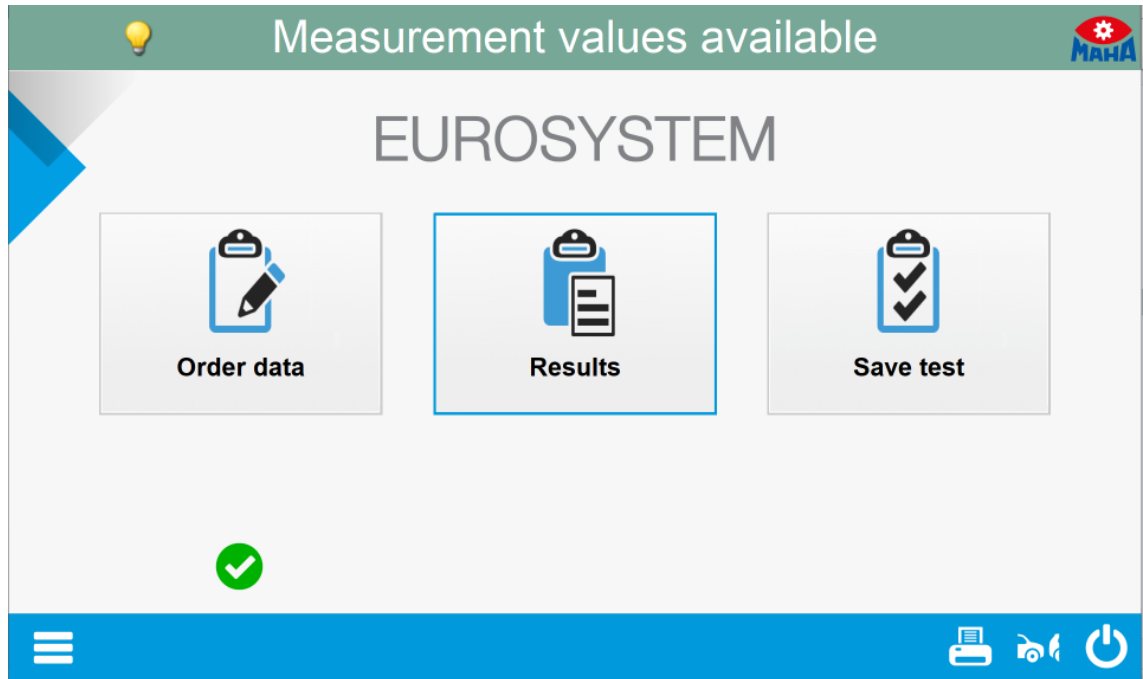 Measurement values available
MAHA
EUROSYSTEM
Order data
Results
Save test